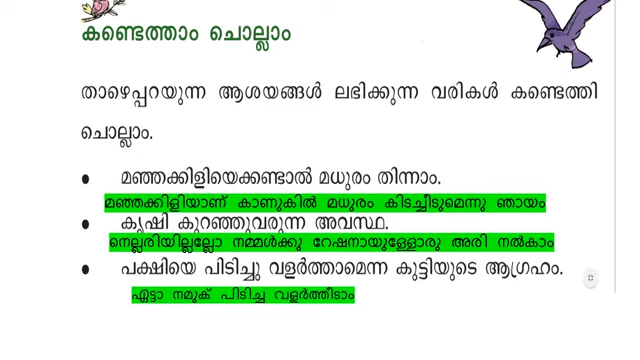 കണ്ടെത്താം ചൊല്ലാം
താഴെപ്പറയുന്ന ആശയങ്ങൾ ലഭിക്കുന്ന വരികൾ കണ്ടെത്തി
ചൊല്ലാം.
● മഞ്ഞക്കിളിയെക്കണ്ടാൽ മധുരം തിന്നാം.
മഞ്ഞക്കിളിയാണ് കാണുകിൽ മധുരം കിടച്ചീടുമെന്നു ഞായം
● കൃഷി കുറഞ്ഞുവരുന്ന അവസ്ഥ.
നെല്ലരിയില്ലല്ലോ നമ്മൾക്കു റേഷനായുള്ളോരു അരി നൽകാം
● പക്ഷിയെ പിടിച്ചു വളർത്താമെന്ന കുട്ടിയുടെ ആഗ്രഹം.
ഏട്ടാ നമുക് പിടിച്ച വളർത്തീടാം